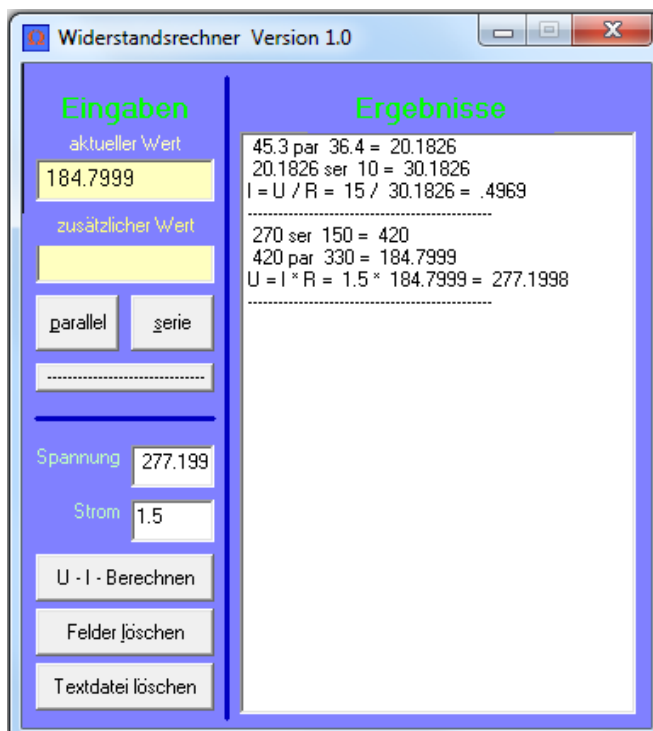 Widerstandsrechner Version 1.0
Eingaben
aktueller Wert
184.7999
zusätzlicher Wert
parallel
serie
------------------------------
Spannung
277.199
Strom
1.5
U - I - Berechnen
Felder löschen
Textdatei löschen
Ergebnisse
45.3 par 36.4 = 20.1826
20.1826 ser 10 = 30.1826
I = U / R = 15 / 30.1826 = .4969
------------------------------------------------
270 ser 150 = 420
420 par 330 = 184.7999
U = I * R = 1.5 * 184.7999 = 277.1998
------------------------------------------------